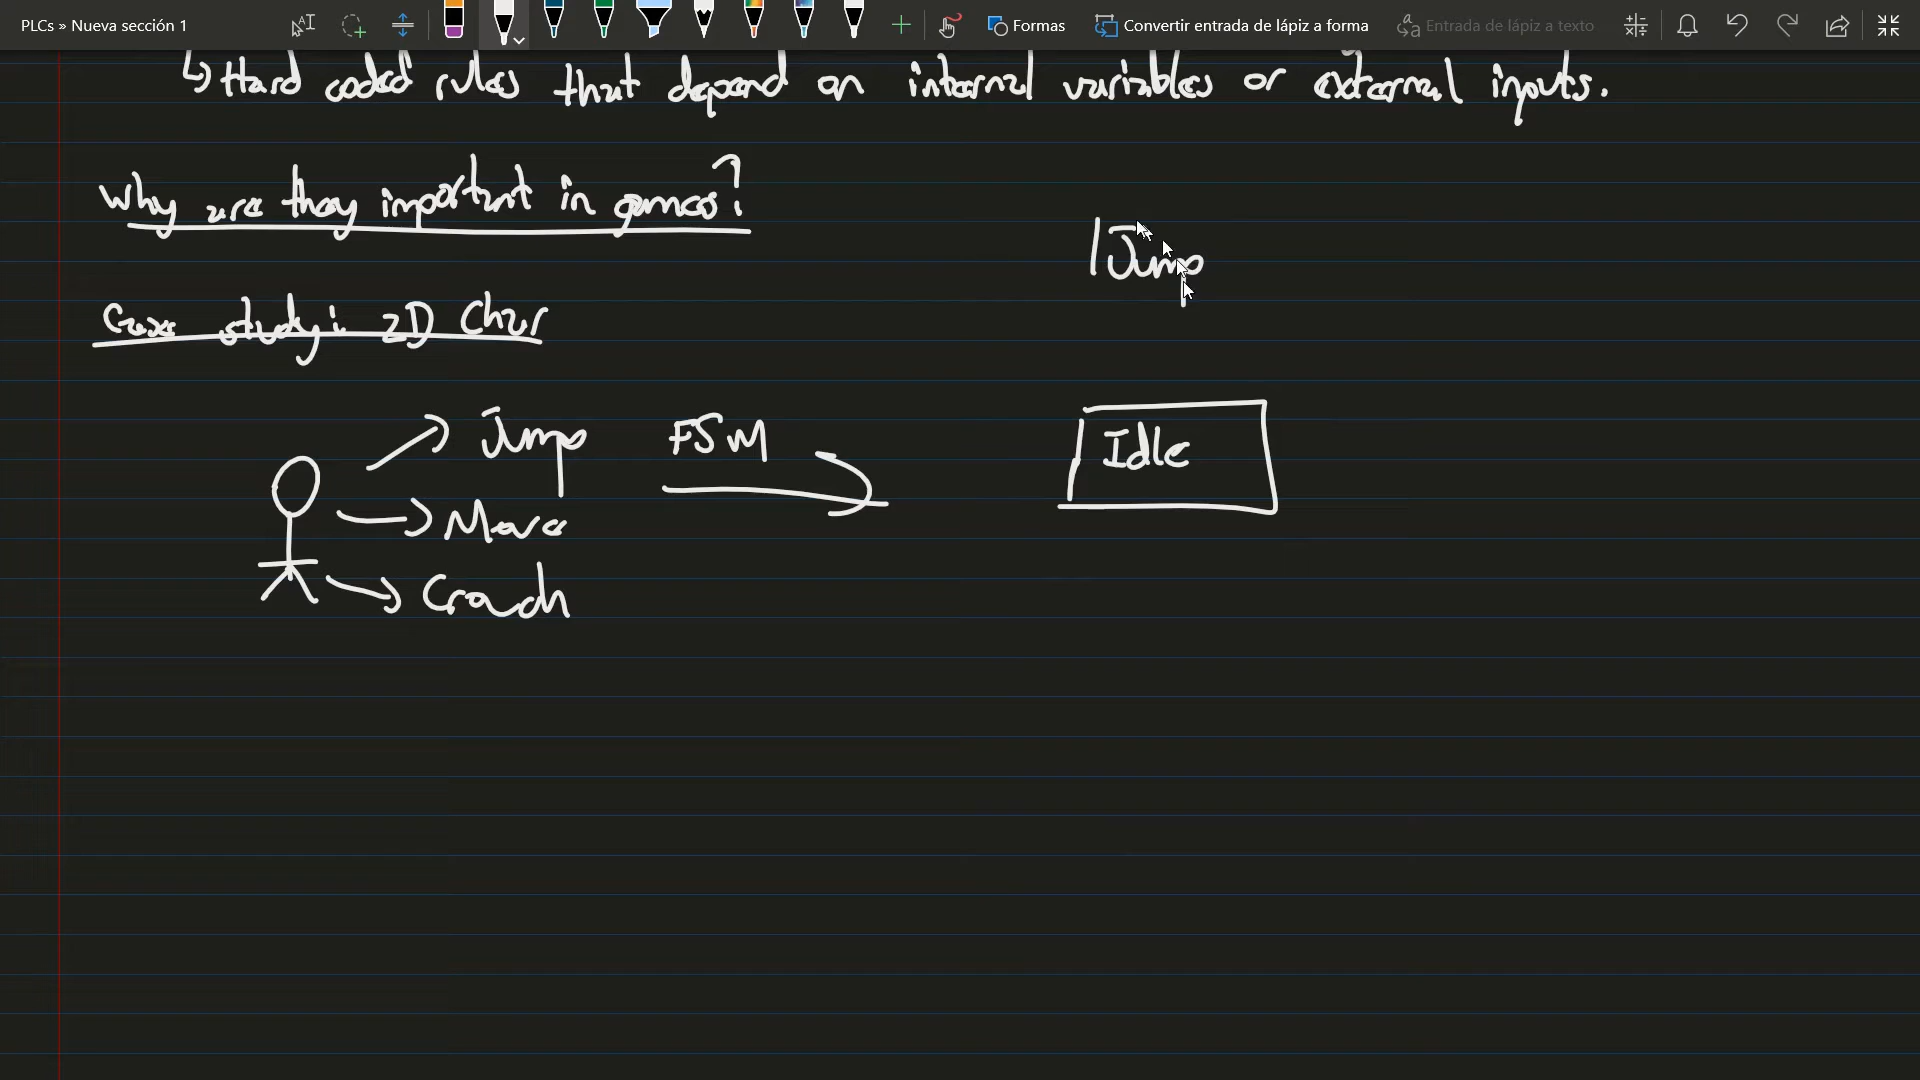 PLCs » Nueva sección 1 Formas Convertir entrada de lápiz a forma Entrada de lápiz a texto
↳ Hard coded rules that depend on internal variables or external inputs.
Why are they important in games?
Jump
Case study: 2D Char
Jump FSM Idle
Move
Crouch